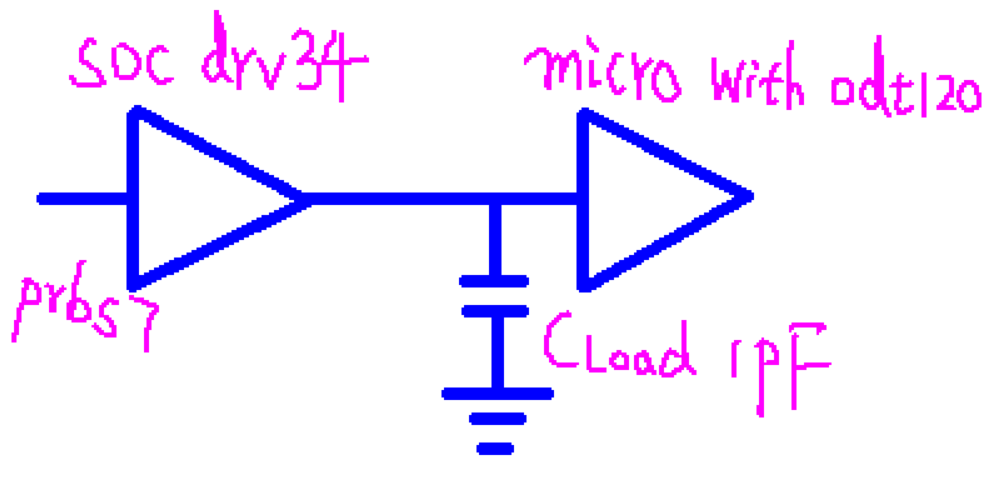 soc drv34
micro with odt120
prbs7
CLoad 1pF